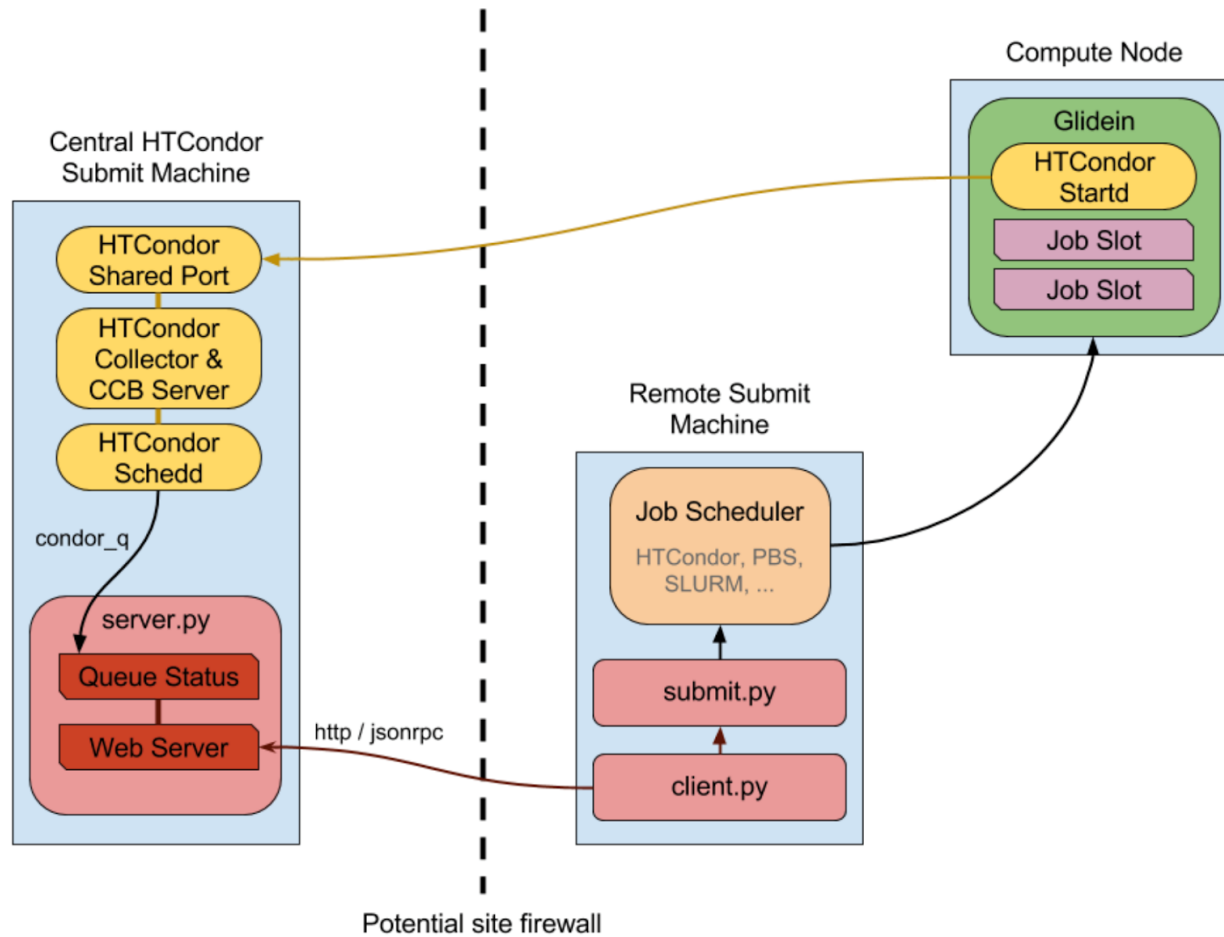 Central HTCondor
Submit Machine
HTCondor
Shared Port
HTCondor
Collector &
CCB Server
HTCondor
Schedd
condor_q
server.py
Queue Status
Web Server
http / jsonrpc
Potential site firewall
Remote Submit
Machine
Job Scheduler
HTCondor, PBS,
SLURM, ...
submit.py
client.py
Compute Node
Glidein
HTCondor
Startd
Job Slot
Job Slot